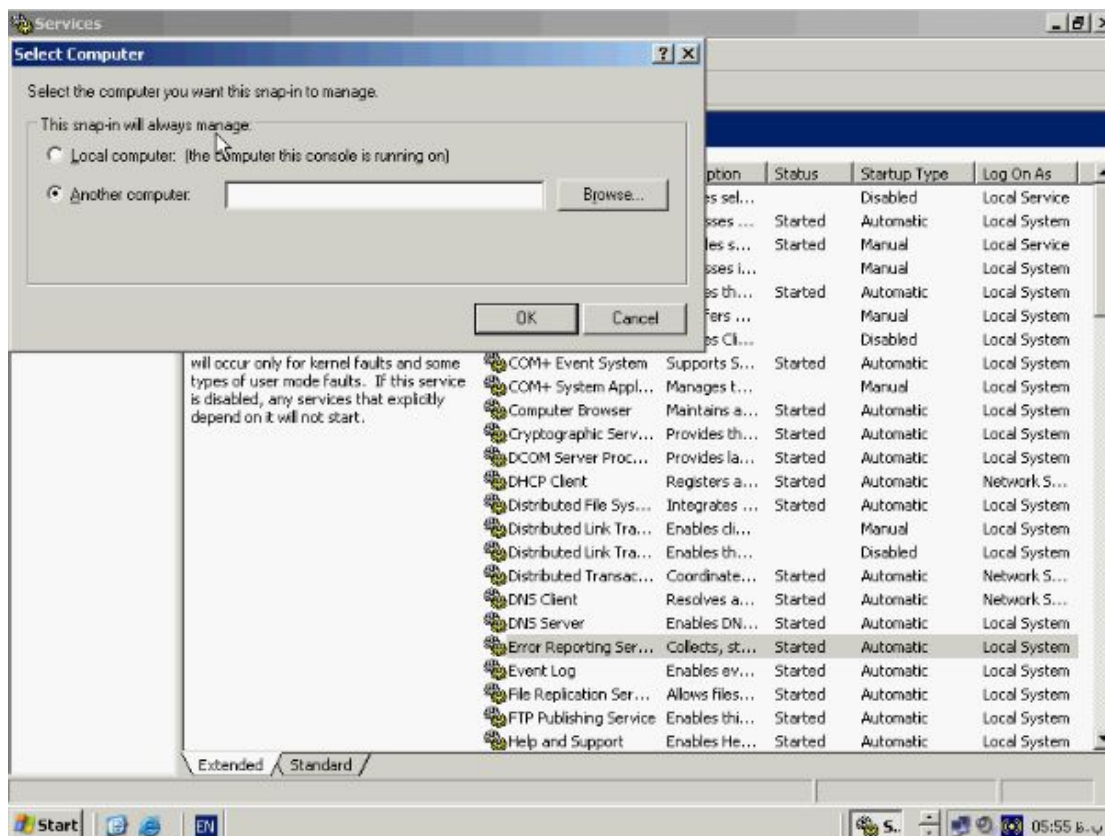 Services
Select Computer
Select the computer you want this snap-in to manage.
This snap-in will always manage:
Local computer: (the computer this console is running on)
Another computer:
Browse...
OK
Cancel
ption Status Startup Type Log On As
es sel... Disabled Local Service
sses ... Started Automatic Local System
les s... Started Manual Local Service
sses i... Manual Local System
es th... Started Automatic Local System
fers ... Manual Local System
es Cli... Disabled Local System
will occur only for kernel faults and some
types of user mode faults. If this service
is disabled, any services that explicitly
depend on it will not start.
COM+ Event System Supports S... Started Automatic Local System
COM+ System Appl... Manages t... Manual Local System
Computer Browser Maintains a... Started Automatic Local System
Cryptographic Serv... Provides th... Started Automatic Local System
DCOM Server Proc... Provides la... Started Automatic Local System
DHCP Client Registers a... Started Automatic Network S...
Distributed File Sys... Integrates ... Started Automatic Local System
Distributed Link Tra... Enables cli... Manual Local System
Distributed Link Tra... Enables th... Disabled Local System
Distributed Transac... Coordinate... Started Automatic Network S...
DNS Client Resolves a... Started Automatic Network S...
DNS Server Enables DN... Started Automatic Local System
Error Reporting Ser... Collects, st... Started Automatic Local System
Event Log Enables ev... Started Automatic Local System
File Replication Ser... Allows files... Started Automatic Local System
FTP Publishing Service Enables thi... Started Automatic Local System
Help and Support Enables He... Started Automatic Local System
Extended Standard
Start EN S.. 05:55